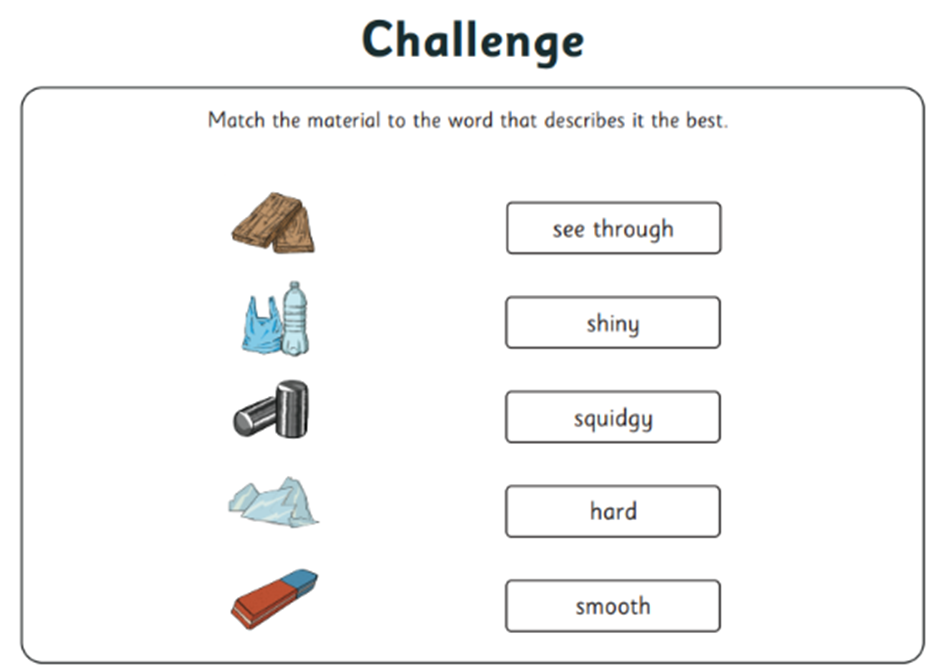 Challenge
Match the material to the word that describes it the best.
see through
shiny
squidgy
hard
smooth